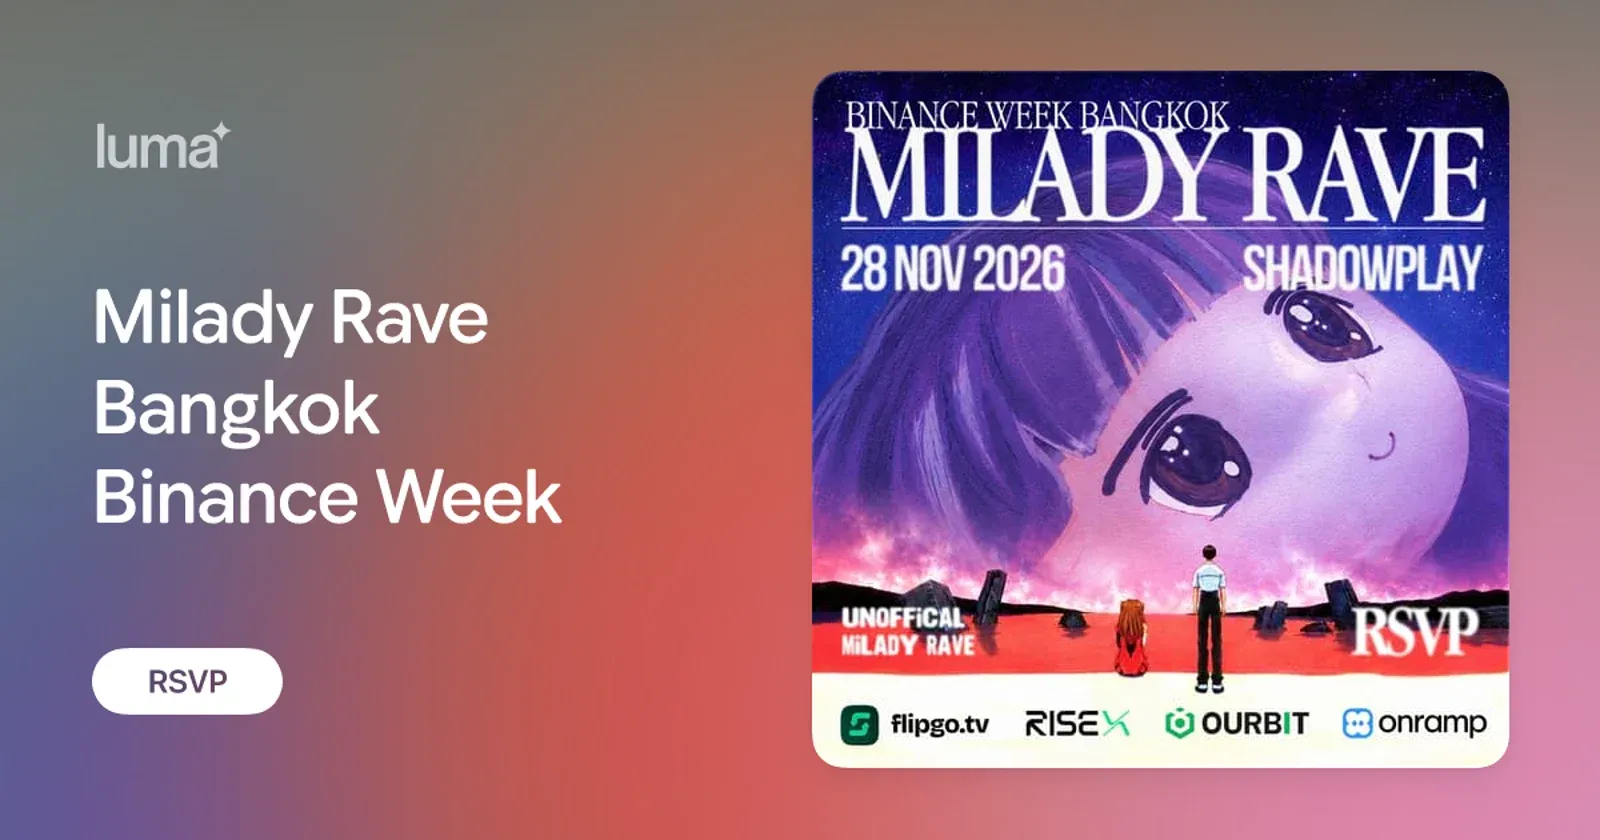 luma
Milady Rave
Bangkok
Binance Week
RSVP
BINANCE WEEK BANGKOK
MILADY RAVE
28 NOV 2026 SHADOWPLAY
UNOFFiCAL
MiLADY RAVE
RSVP
flipgo.tv RISEX OURBIT onramp